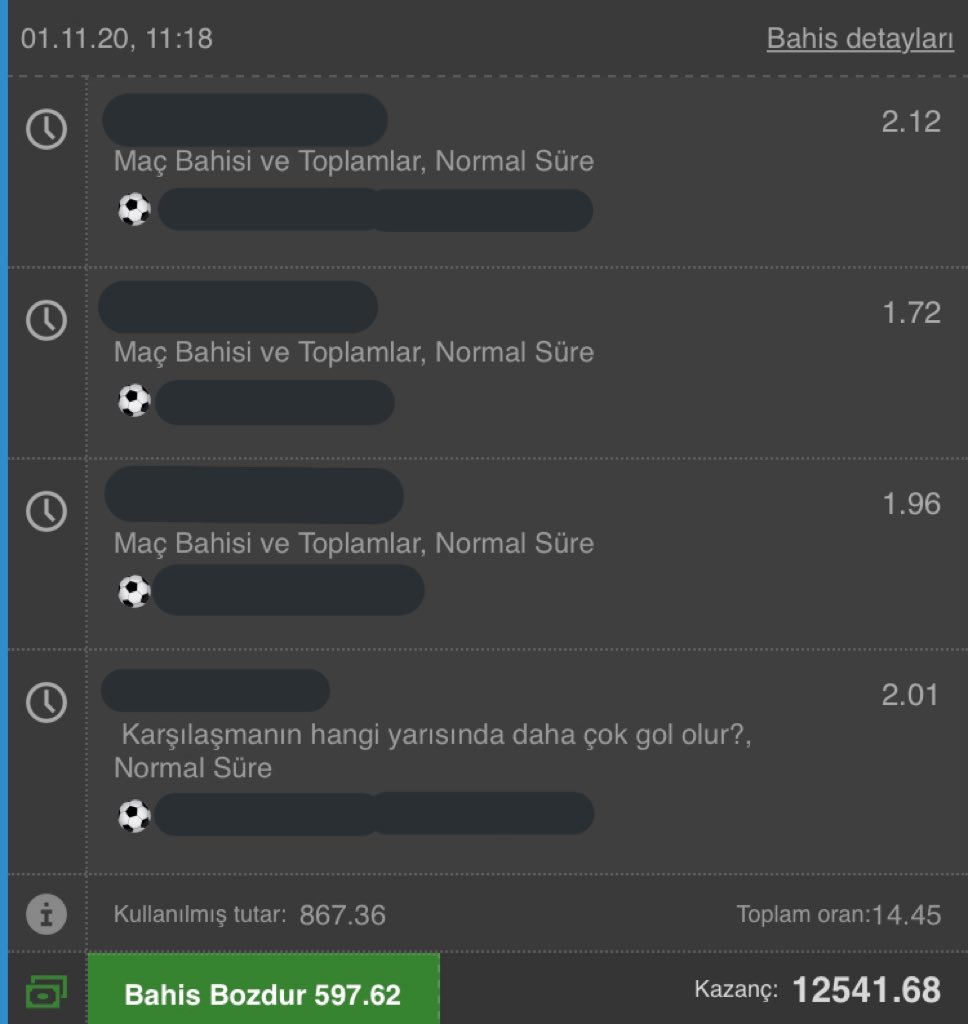 01.11.20, 11:18 Bahis detayları
2.12
Maç Bahisi ve Toplamlar, Normal Süre
1.72
Maç Bahisi ve Toplamlar, Normal Süre
1.96
Maç Bahisi ve Toplamlar, Normal Süre
2.01
Karşılaşmanın hangi yarısında daha çok gol olur?,
Normal Süre
Kullanılmış tutar: 867.36 Toplam oran:14.45
Bahis Bozdur 597.62 Kazanç: 12541.68